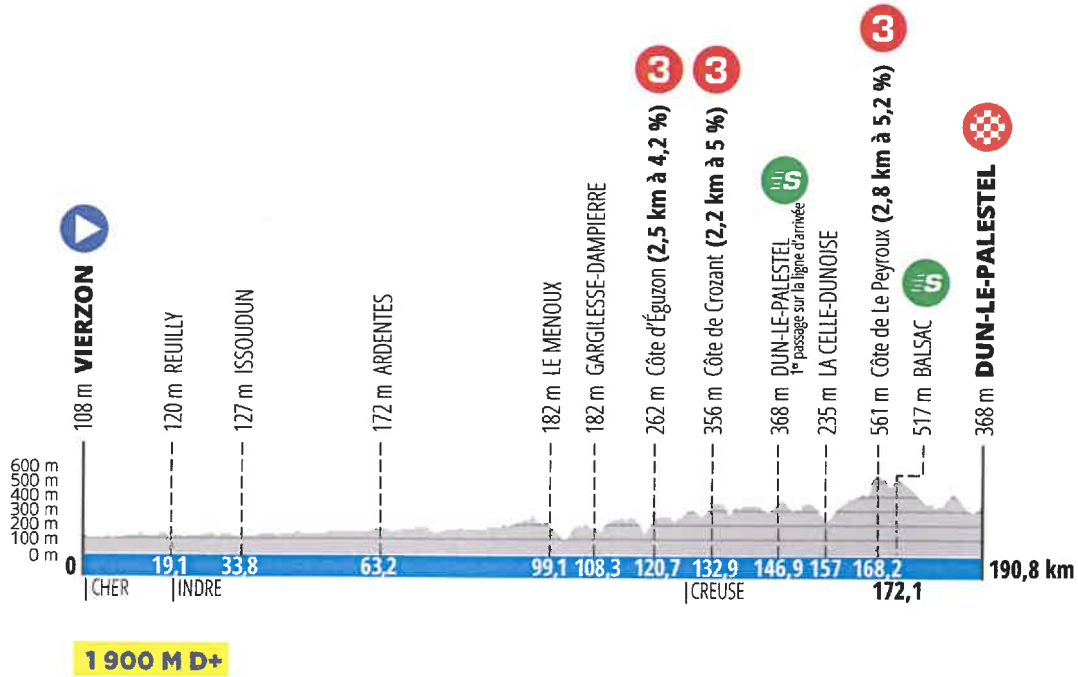 108 m VIERZON
120 m REUILLY
127 m ISSOUDUN
172 m ARDENTES
182 m LE MENOUX
182 m GARGILESSE-DAMPIERRE
3
262 m Côte d'Éguzon (2,5 km à 4,2 %)
3
356 m Côte de Crozant (2,2 km à 5 %)
S
368 m DUN-LE-PALESTEL
1er passage sur la ligne d'arrivée
235 m LA CELLE-DUNOISE
3
561 m Côte de Le Peyroux (2,8 km à 5,2 %)
S
517 m BALSAC
368 m DUN-LE-PALESTEL
600 m
500 m
400 m
300 m
200 m
100 m
0 m
0 19,1 33,8 63,2 99,1 108,3 120,7 132,9 146,9 157 168,2 190,8 km
172,1
CHER INDRE CREUSE
1 900 M D+